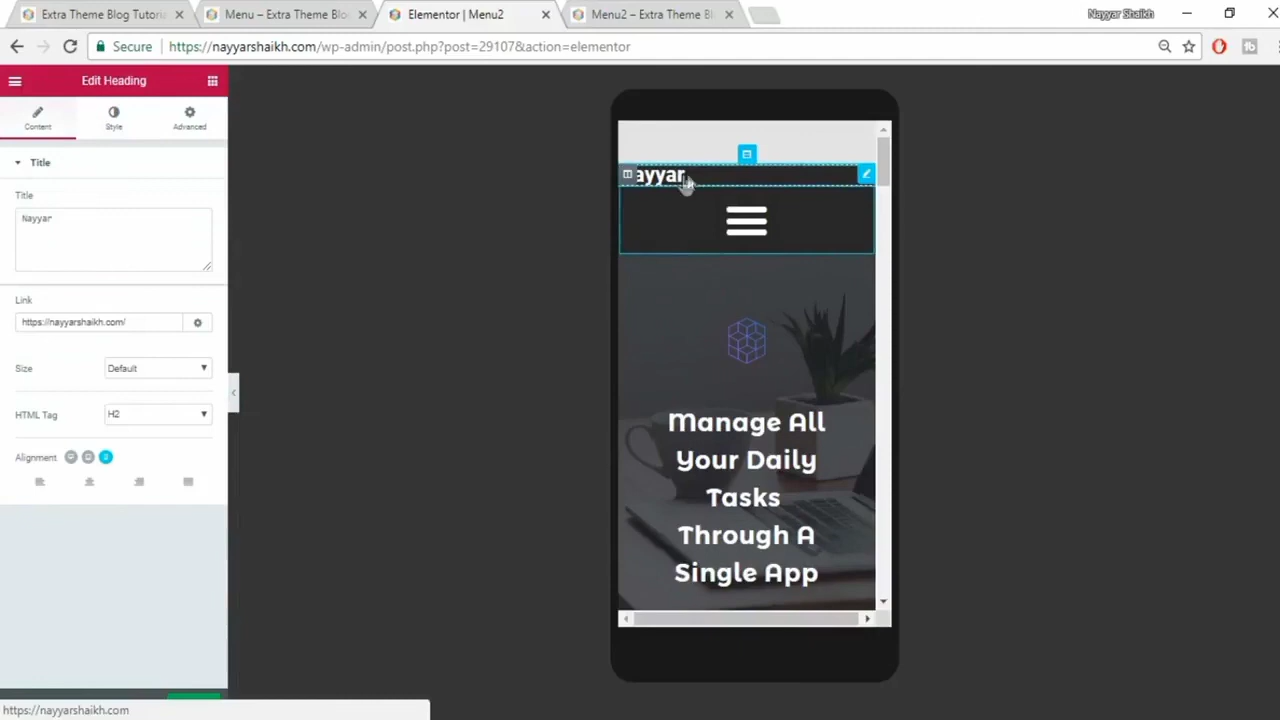 Extra Theme Blog Tutori
Menu – Extra Theme Blo
Elementor | Menu2
Menu2 – Extra Theme Bl
Nayyar Shaikh
Secure
https://nayyarshaikh.com/wp-admin/post.php?post=29107&action=elementor
Edit Heading
Content
Style
Advanced
Title
Title
Nayyar
Link
https://nayyarshaikh.com/
Size
Default
HTML Tag
H2
Alignment
ayyar
Manage All
Your Daily
Tasks
Through A
Single App
https://nayyarshaikh.com